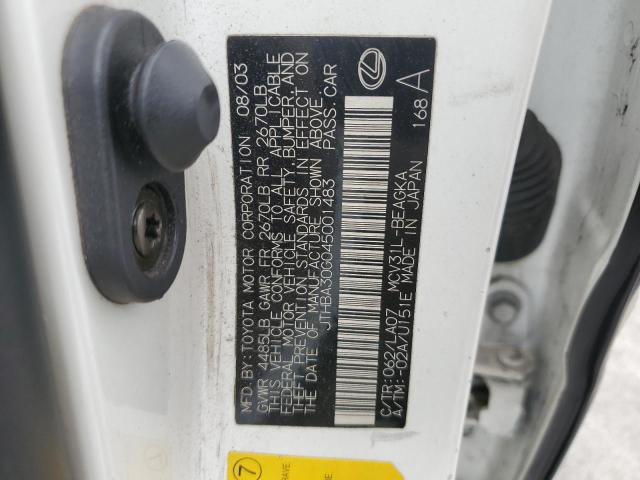 MFD. BY: TOYOTA MOTOR CORPORATION 08/03
GVWR 4485LB GAWR FR 2670LB RR 2670LB
THIS VEHICLE CONFORMS TO ALL APPLICABLE
FEDERAL MOTOR VEHICLE SAFETY, BUMPER, AND
THEFT PREVENTION STANDARDS IN EFFECT ON
THE DATE OF MANUFACTURE SHOWN ABOVE.
JTHBA30G045001483 PASS. CAR
C/TR: 062/LA07 MCV31L-BEAGKA
A/TM: -02A/U151E MADE IN JAPAN 168 A
7